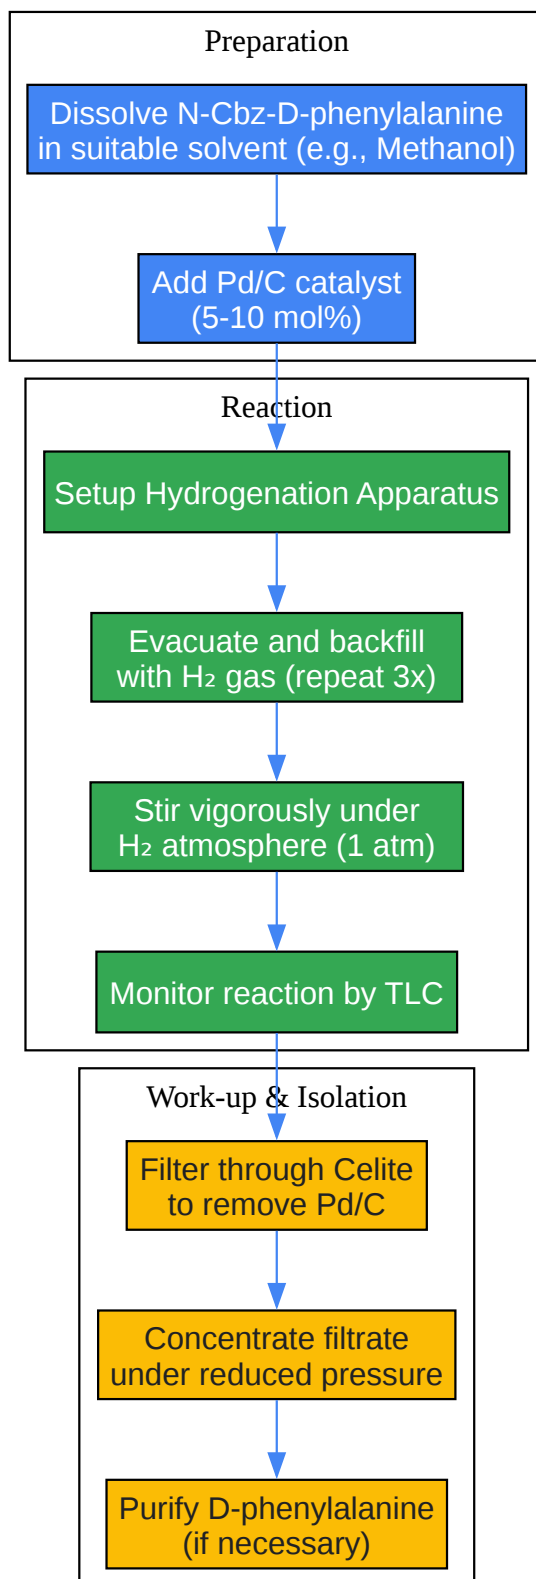 Preparation
Dissolve N-Cbz-D-phenylalanine
in suitable solvent (e.g., Methanol)
Add Pd/C catalyst
(5-10 mol%)
Reaction
Setup Hydrogenation Apparatus
Evacuate and backfill
with H₂ gas (repeat 3x)
Stir vigorously under
H₂ atmosphere (1 atm)
Monitor reaction by TLC
Work-up & Isolation
Filter through Celite
to remove Pd/C
Concentrate filtrate
under reduced pressure
Purify D-phenylalanine
(if necessary)